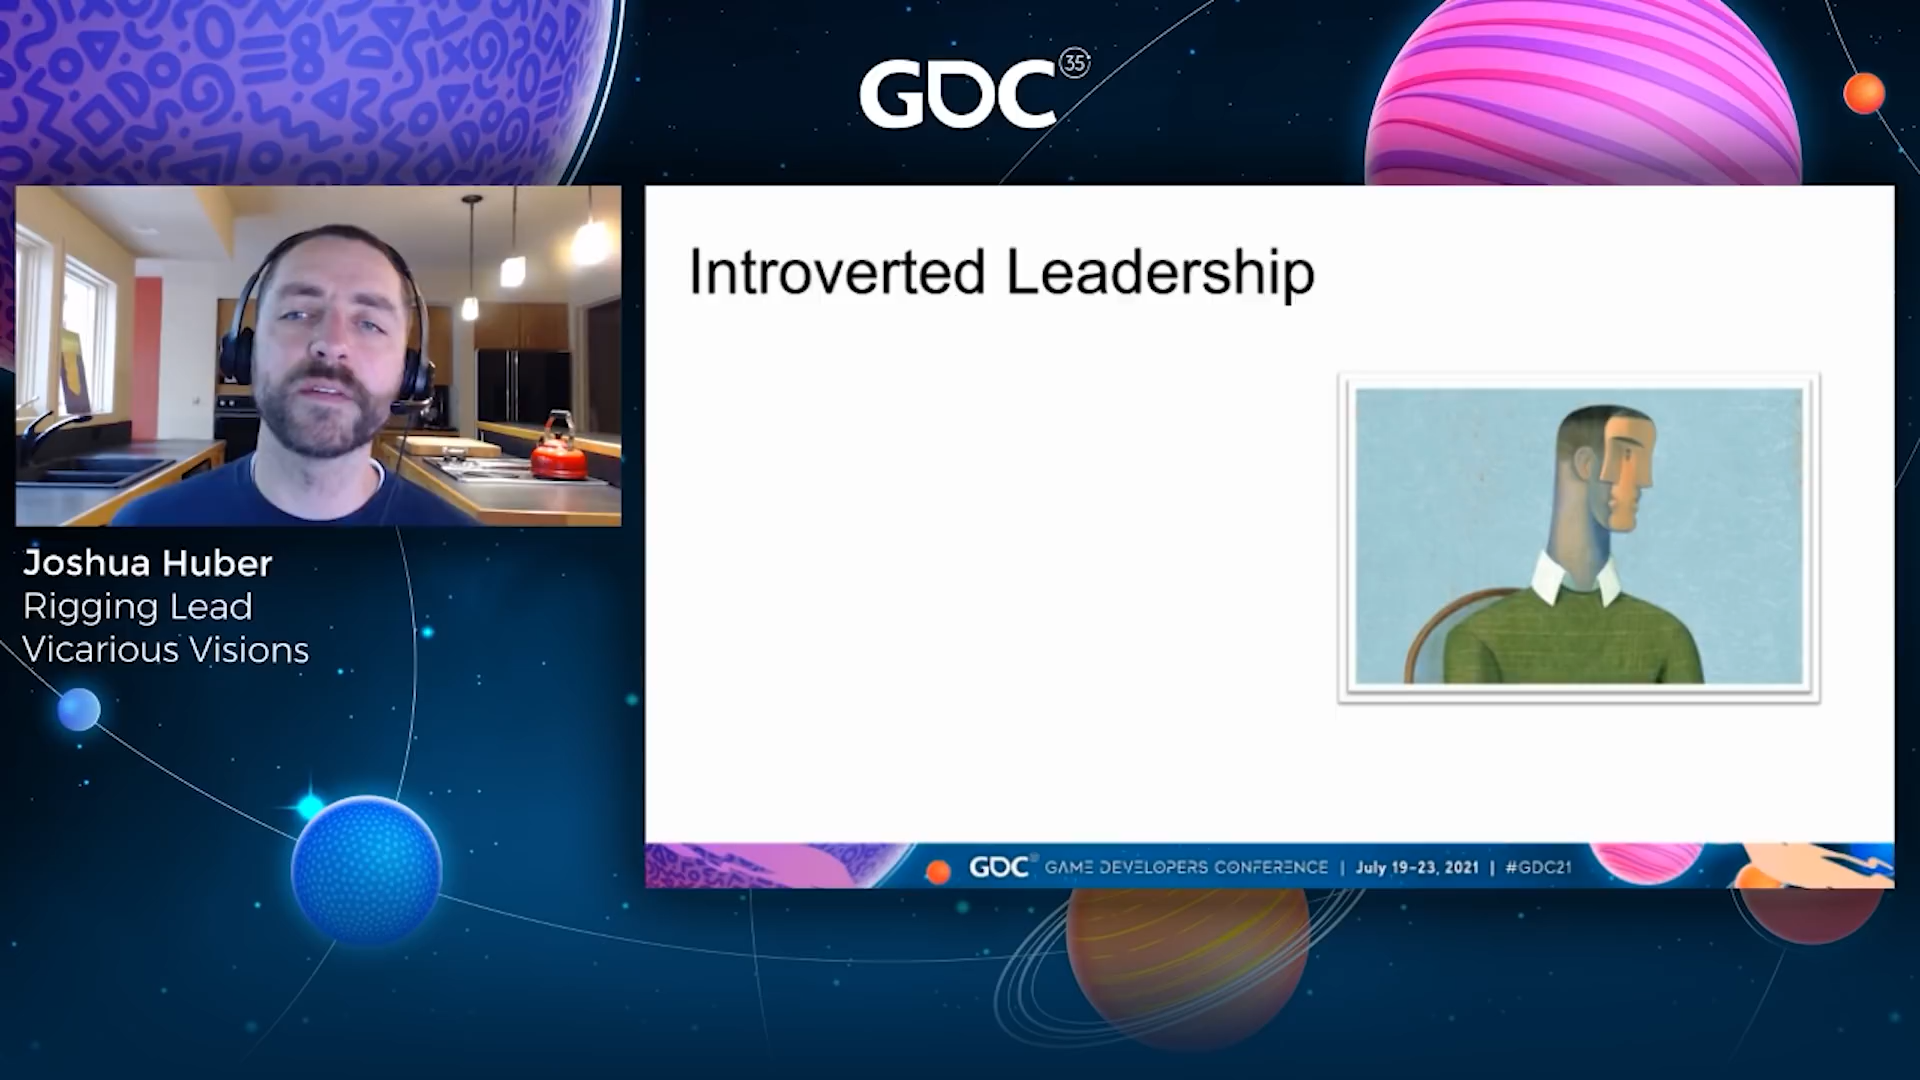 GDC 35
Introverted Leadership
Joshua Huber
Rigging Lead
Vicarious Visions
GDC GAME DEVELOPERS CONFERENCE | July 19-23, 2021 | #GDC21